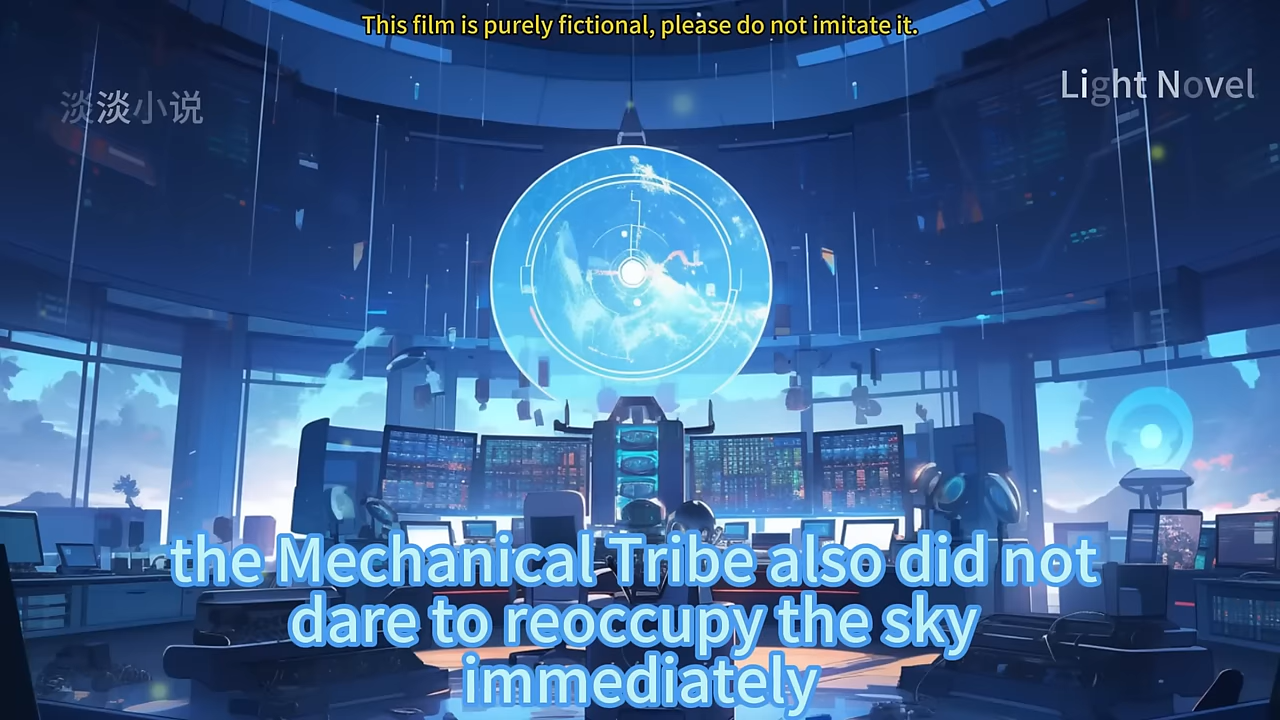 This film is purely fictional, please do not imitate it.
淡淡小说
Light Novel
the Mechanical Tribe also did not
dare to reoccupy the sky
immediately